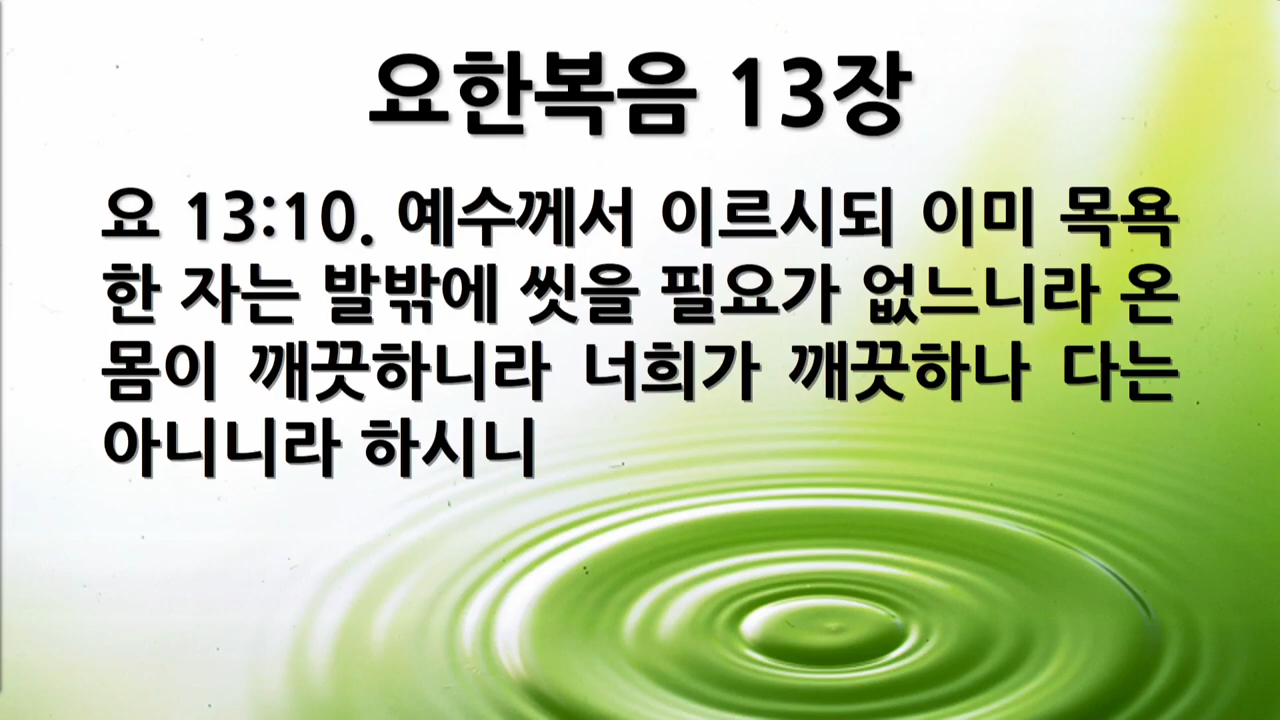 요한복음 13장
요 13:10. 예수께서 이르시되 이미 목욕
한 자는 발밖에 씻을 필요가 없느니라 온
몸이 깨끗하니라 너희가 깨끗하나 다는
아니니라 하시니